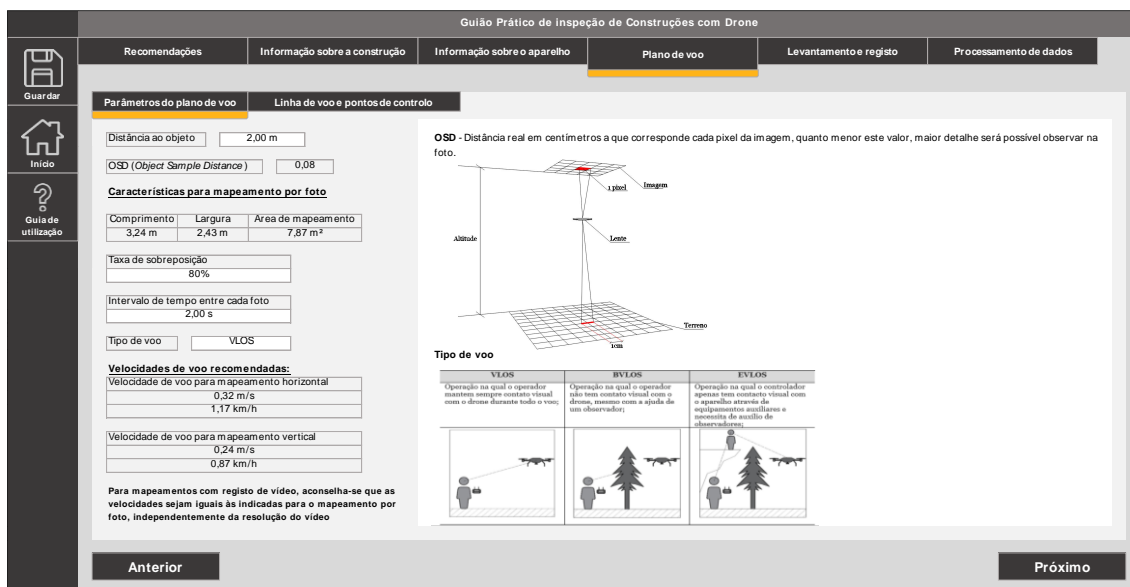 Guião Prático de inspeção de Construções com Drone
Recomendações
Informação sobre a construção
Informação sobre o aparelho
Plano de voo
Levantamento e registo
Processamento de dados
Guardar
Início
Guia de
utilização
Parâmetros do plano de voo
Linha de voo e pontos de controlo
Distância ao objeto 2,00 m
OSD (Object Sample Distance) 0,08
Características para mapeamento por foto
Comprimento Largura Area de mapeamento
3,24 m 2,43 m 7,87 m²
Taxa de sobreposição
80%
Intervalo de tempo entre cada foto
2,00 s
Tipo de voo VLOS
Velocidades de voo recomendadas:
Velocidade de voo para mapeamento horizontal
0,32 m/s
1,17 km/h
Velocidade de voo para mapeamento vertical
0,24 m/s
0,87 km/h
Para mapeamentos com registo de vídeo, aconselha-se que as
velocidades sejam iguais às indicadas para o mapeamento por
foto, independentemente da resolução do vídeo
OSD - Distância real em centímetros a que corresponde cada pixel da imagem, quanto menor este valor, maior detalhe será possível observar na
foto.
1 pixel
Imagem
Altitude
Lente
Terreno
1cm
Tipo de voo
VLOS
Operação na qual o operador
mantem sempre contato visual
com o drone durante todo o voo;
BVLOS
Operação na qual o operador
não tem contato visual com o
drone, mesmo com a ajuda de
um observador;
EVLOS
Operação na qual o controlador
apenas tem contacto visual com
o aparelho através de
equipamentos auxiliares e
necessita de auxílio de
observadores;
Anterior
Próximo